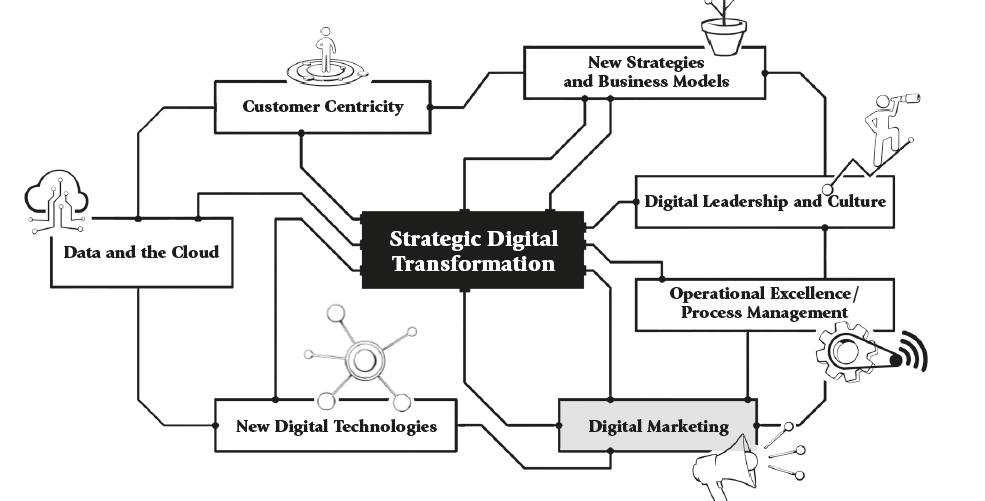 New Strategies
and Business Models
Customer Centricity
Digital Leadership and Culture
Strategic Digital
Transformation
Data and the Cloud
Operational Excellence/
Process Management
New Digital Technologies
Digital Marketing